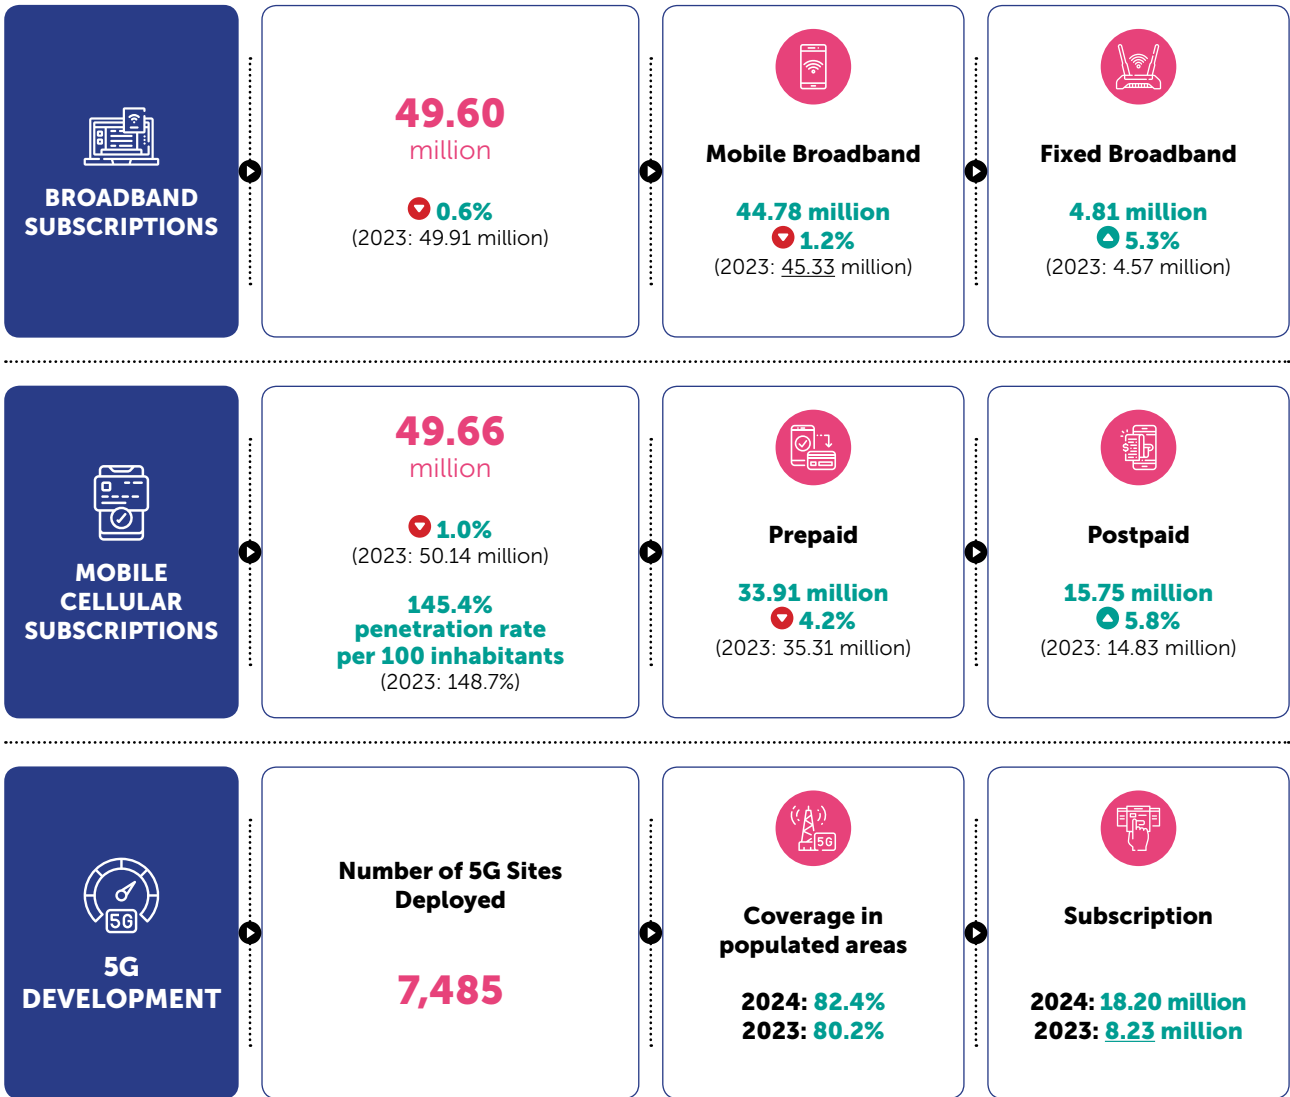 BROADBAND
SUBSCRIPTIONS
49.60
million
0.6%
(2023: 49.91 million)
Mobile Broadband
44.78 million
1.2%
(2023: 45.33 million)
Fixed Broadband
4.81 million
5.3%
(2023: 4.57 million)
MOBILE
CELLULAR
SUBSCRIPTIONS
49.66
million
1.0%
(2023: 50.14 million)
145.4%
penetration rate
per 100 inhabitants
(2023: 148.7%)
Prepaid
33.91 million
4.2%
(2023: 35.31 million)
Postpaid
15.75 million
5.8%
(2023: 14.83 million)
5G
5G
DEVELOPMENT
Number of 5G Sites
Deployed
7,485
5G
Coverage in
populated areas
2024: 82.4%
2023: 80.2%
Subscription
2024: 18.20 million
2023: 8.23 million